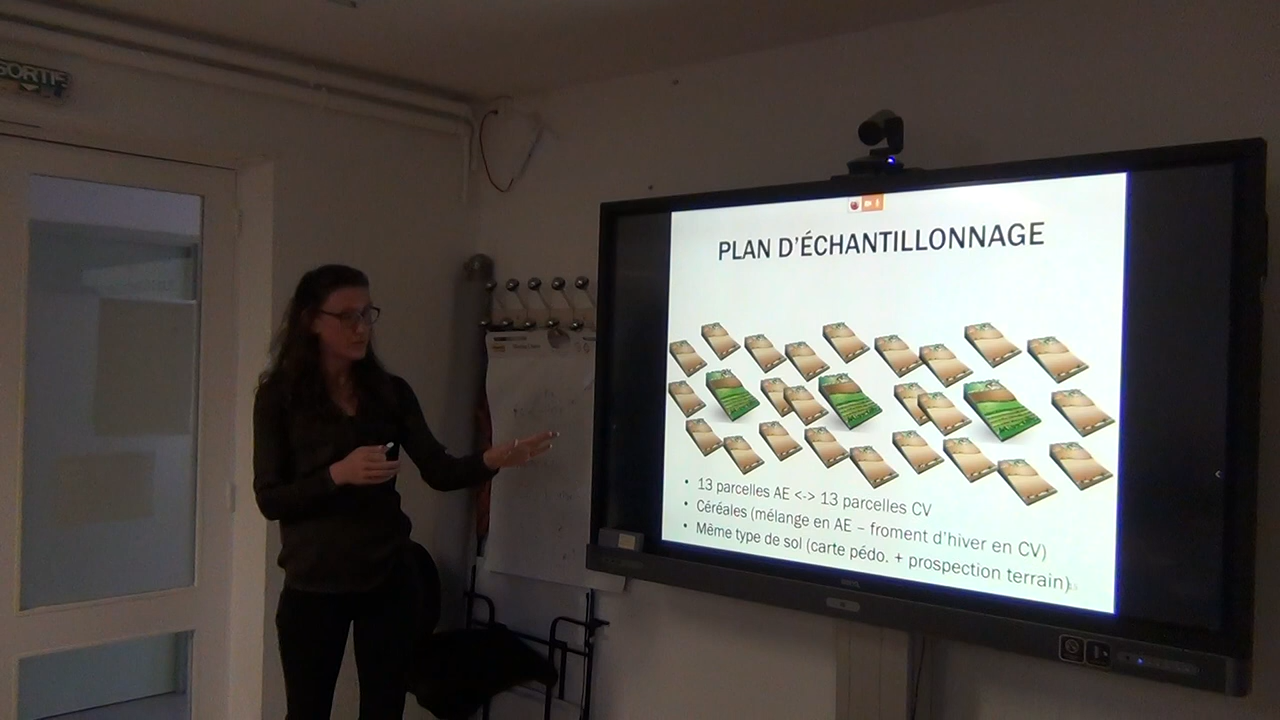 SORTIE
PLAN D'ÉCHANTILLONNAGE
• 13 parcelles AE <-> 13 parcelles CV
• Céréales (mélange en AE – froment d'hiver en CV)
• Même type de sol (carte pédo. + prospection terrain)